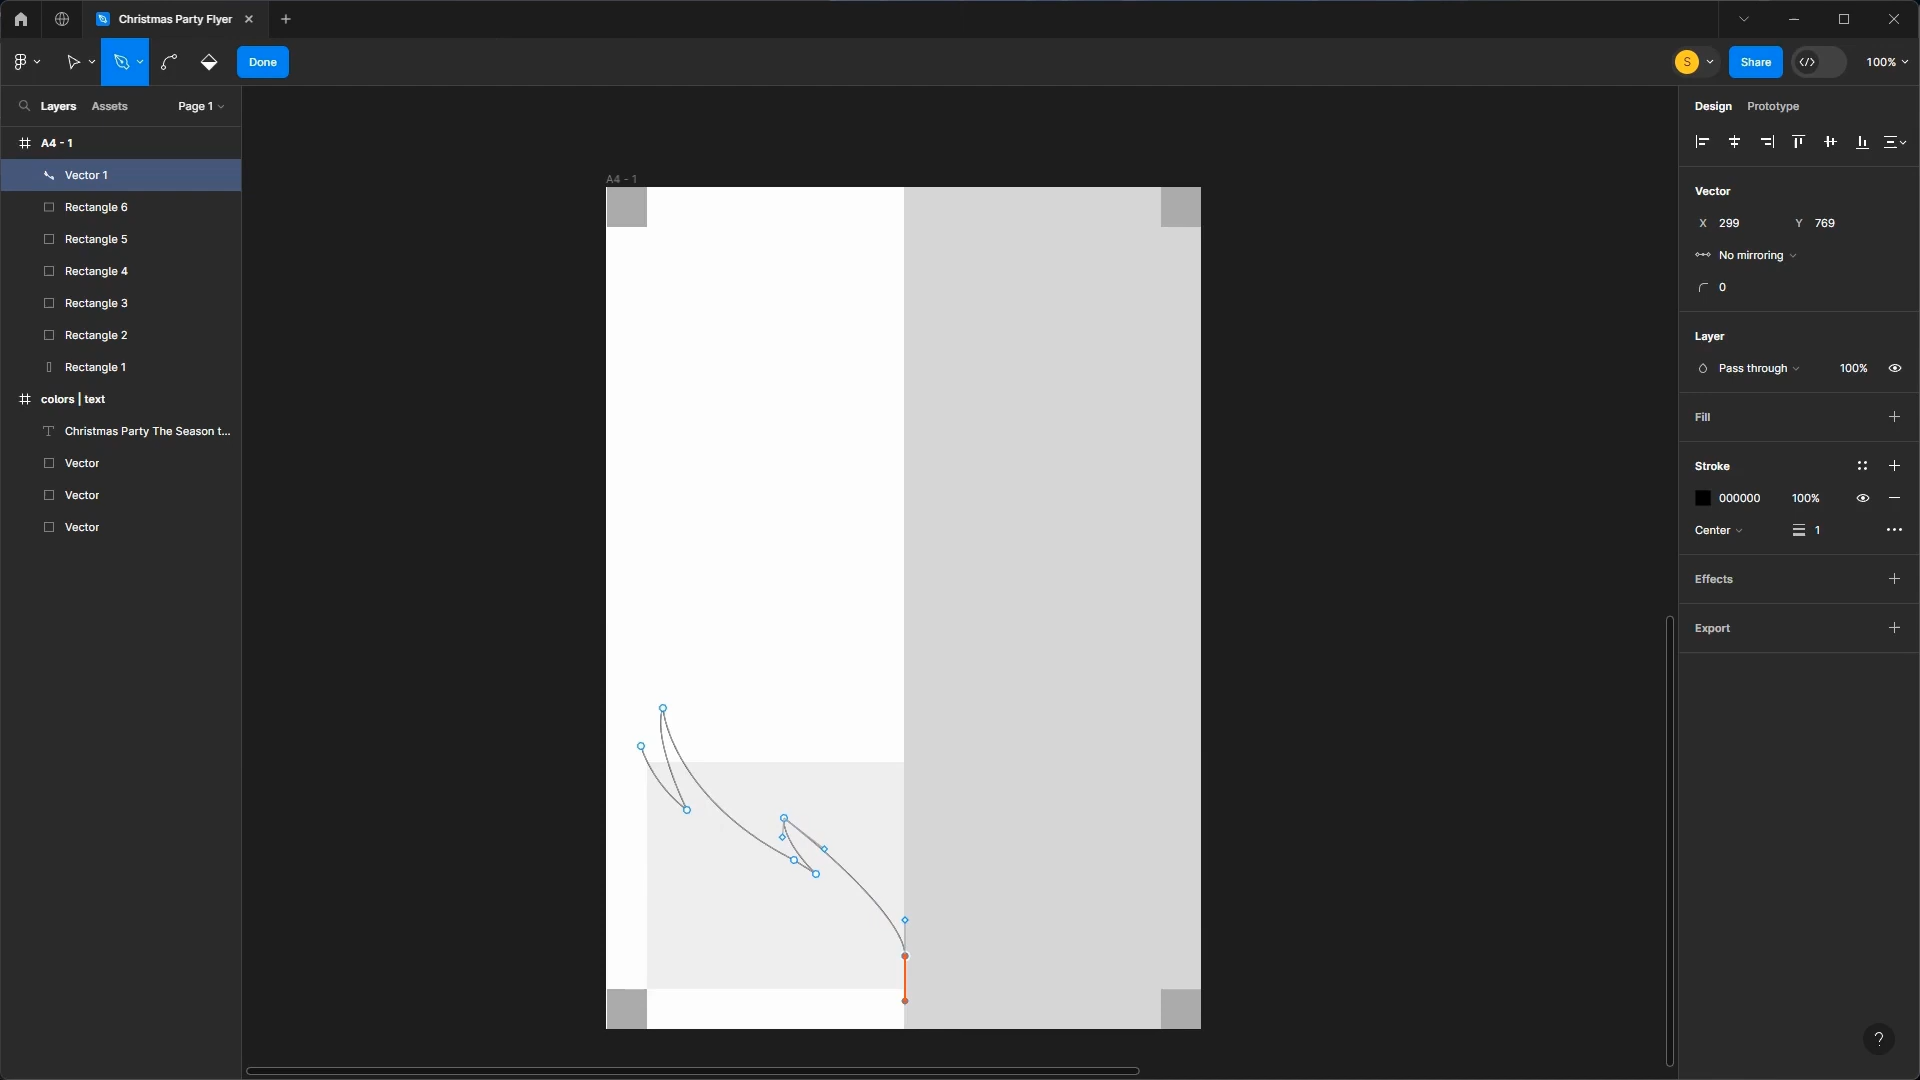 Christmas Party Flyer
Done
S
Share
100%
Layers
Assets
Page 1
A4 - 1
Vector 1
Rectangle 6
Rectangle 5
Rectangle 4
Rectangle 3
Rectangle 2
Rectangle 1
colors | text
Christmas Party The Season t...
Vector
Vector
Vector
A4 - 1
Design
Prototype
Vector
X 299
Y 769
No mirroring
0
Layer
Pass through
100%
Fill
Stroke
000000
100%
Center
1
Effects
Export
?